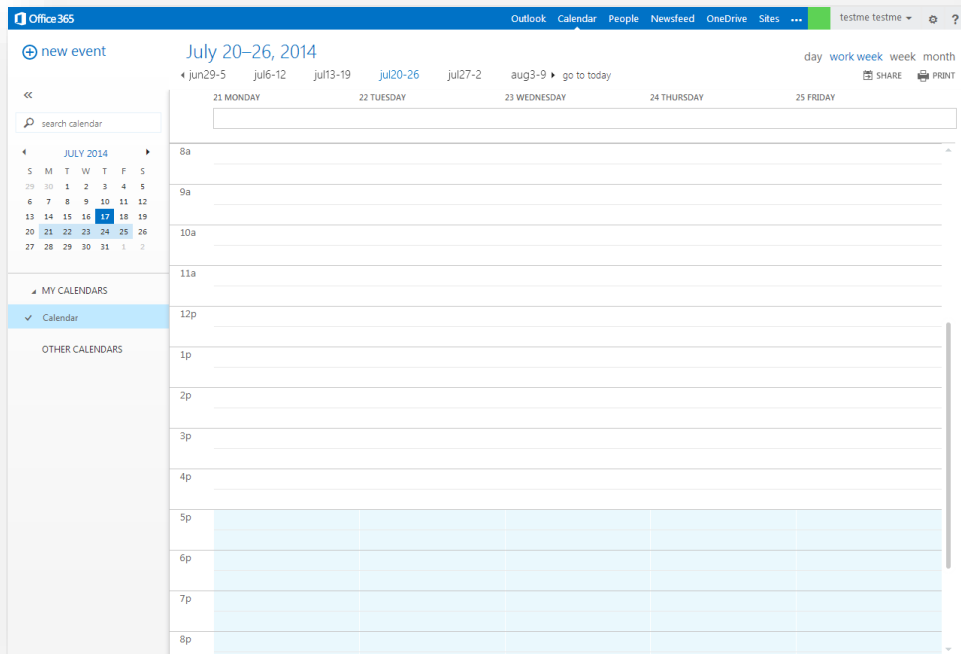 Office 365
Outlook Calendar People Newsfeed OneDrive Sites ... testme testme ?
new event
July 20–26, 2014
day work week week month
jun29-5 jul6-12 jul13-19 jul20-26 jul27-2 aug3-9 go to today
SHARE PRINT
«
search calendar
JULY 2014
S M T W T F S
29 30 1 2 3 4 5
6 7 8 9 10 11 12
13 14 15 16 17 18 19
20 21 22 23 24 25 26
27 28 29 30 31 1 2
MY CALENDARS
Calendar
OTHER CALENDARS
21 MONDAY 22 TUESDAY 23 WEDNESDAY 24 THURSDAY 25 FRIDAY
8a
9a
10a
11a
12p
1p
2p
3p
4p
5p
6p
7p
8p